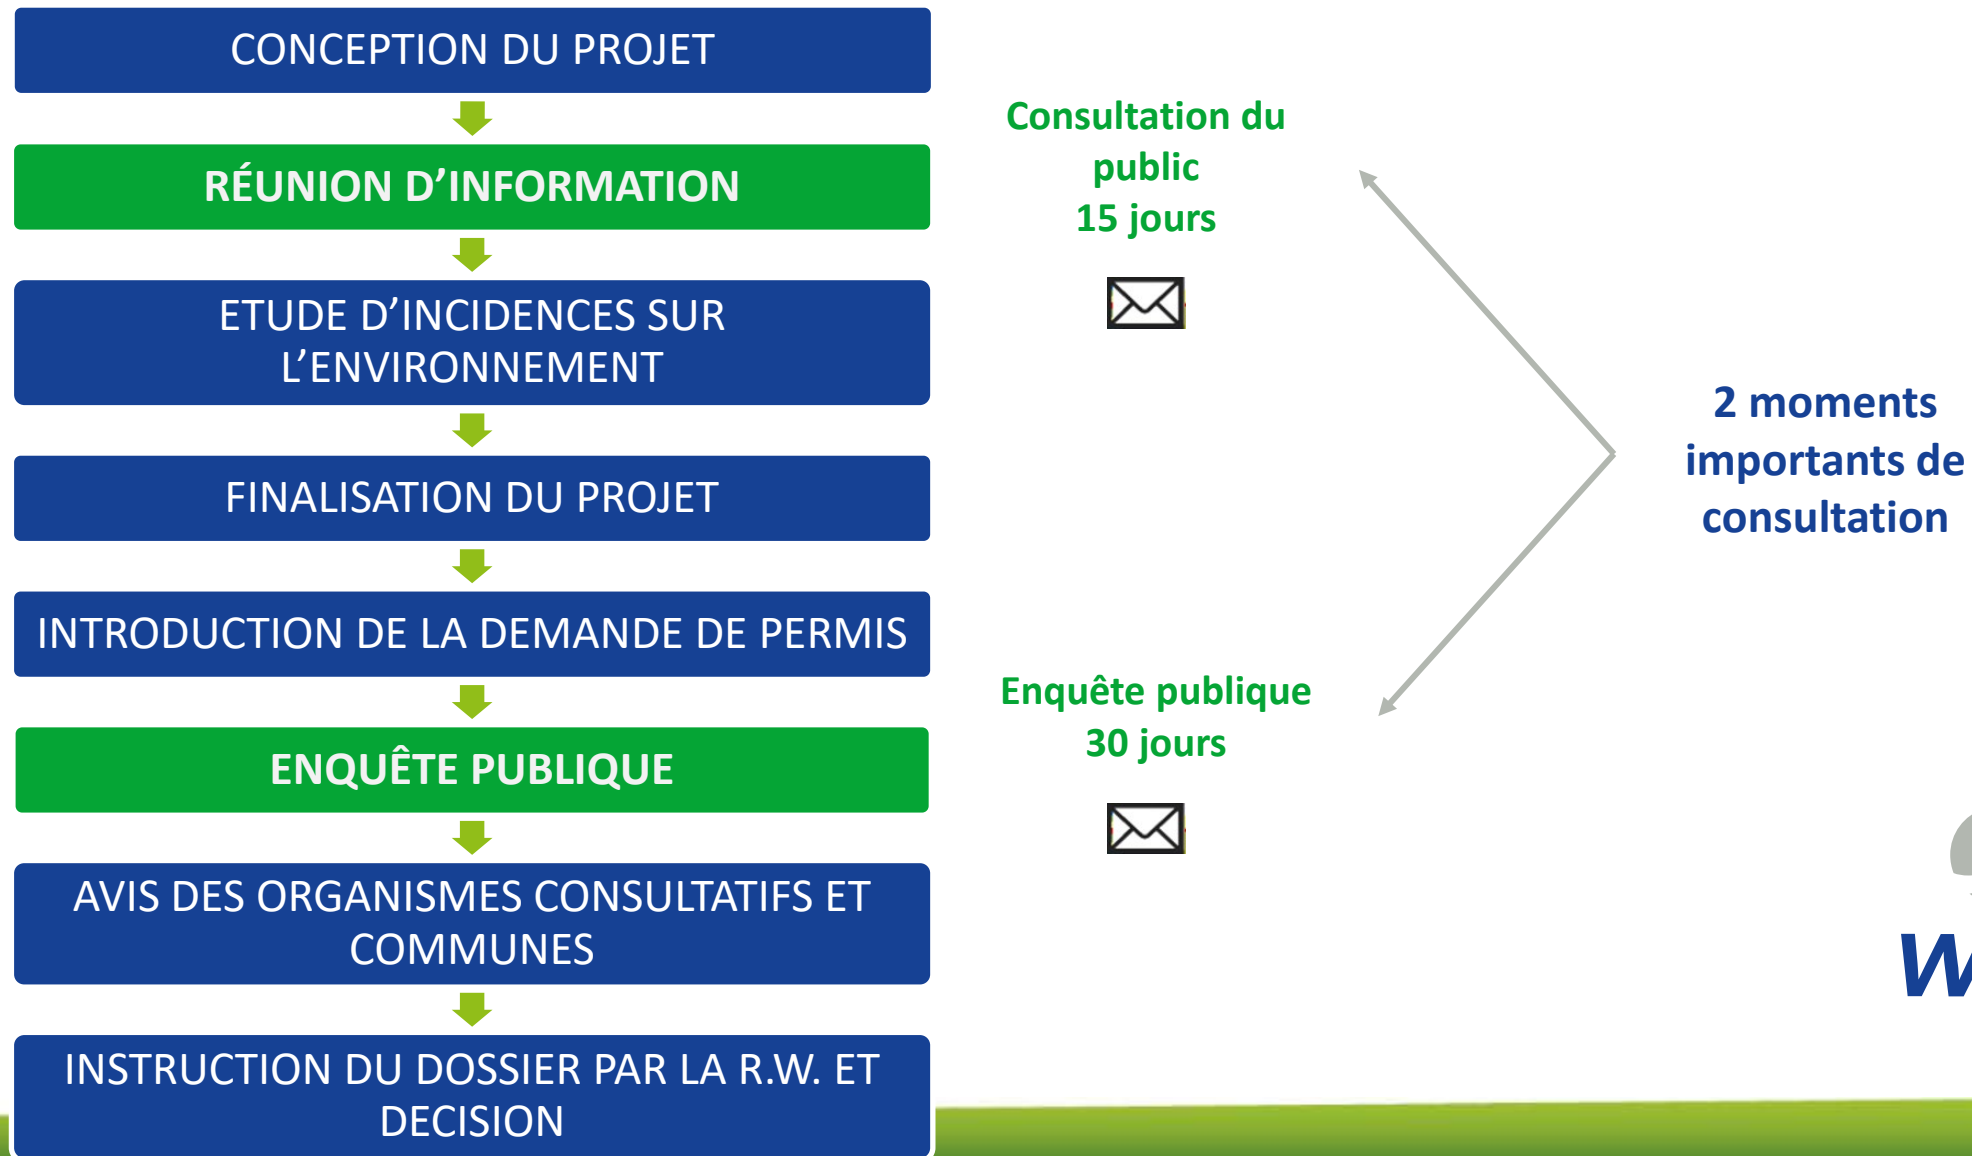 CONCEPTION DU PROJET
RÉUNION D’INFORMATION
ETUDE D’INCIDENCES SUR
L’ENVIRONNEMENT
FINALISATION DU PROJET
INTRODUCTION DE LA DEMANDE DE PERMIS
ENQUÊTE PUBLIQUE
AVIS DES ORGANISMES CONSULTATIFS ET
COMMUNES
INSTRUCTION DU DOSSIER PAR LA R.W. ET
DECISION
Consultation du
public
15 jours
Enquête publique
30 jours
2 moments
importants de
consultation